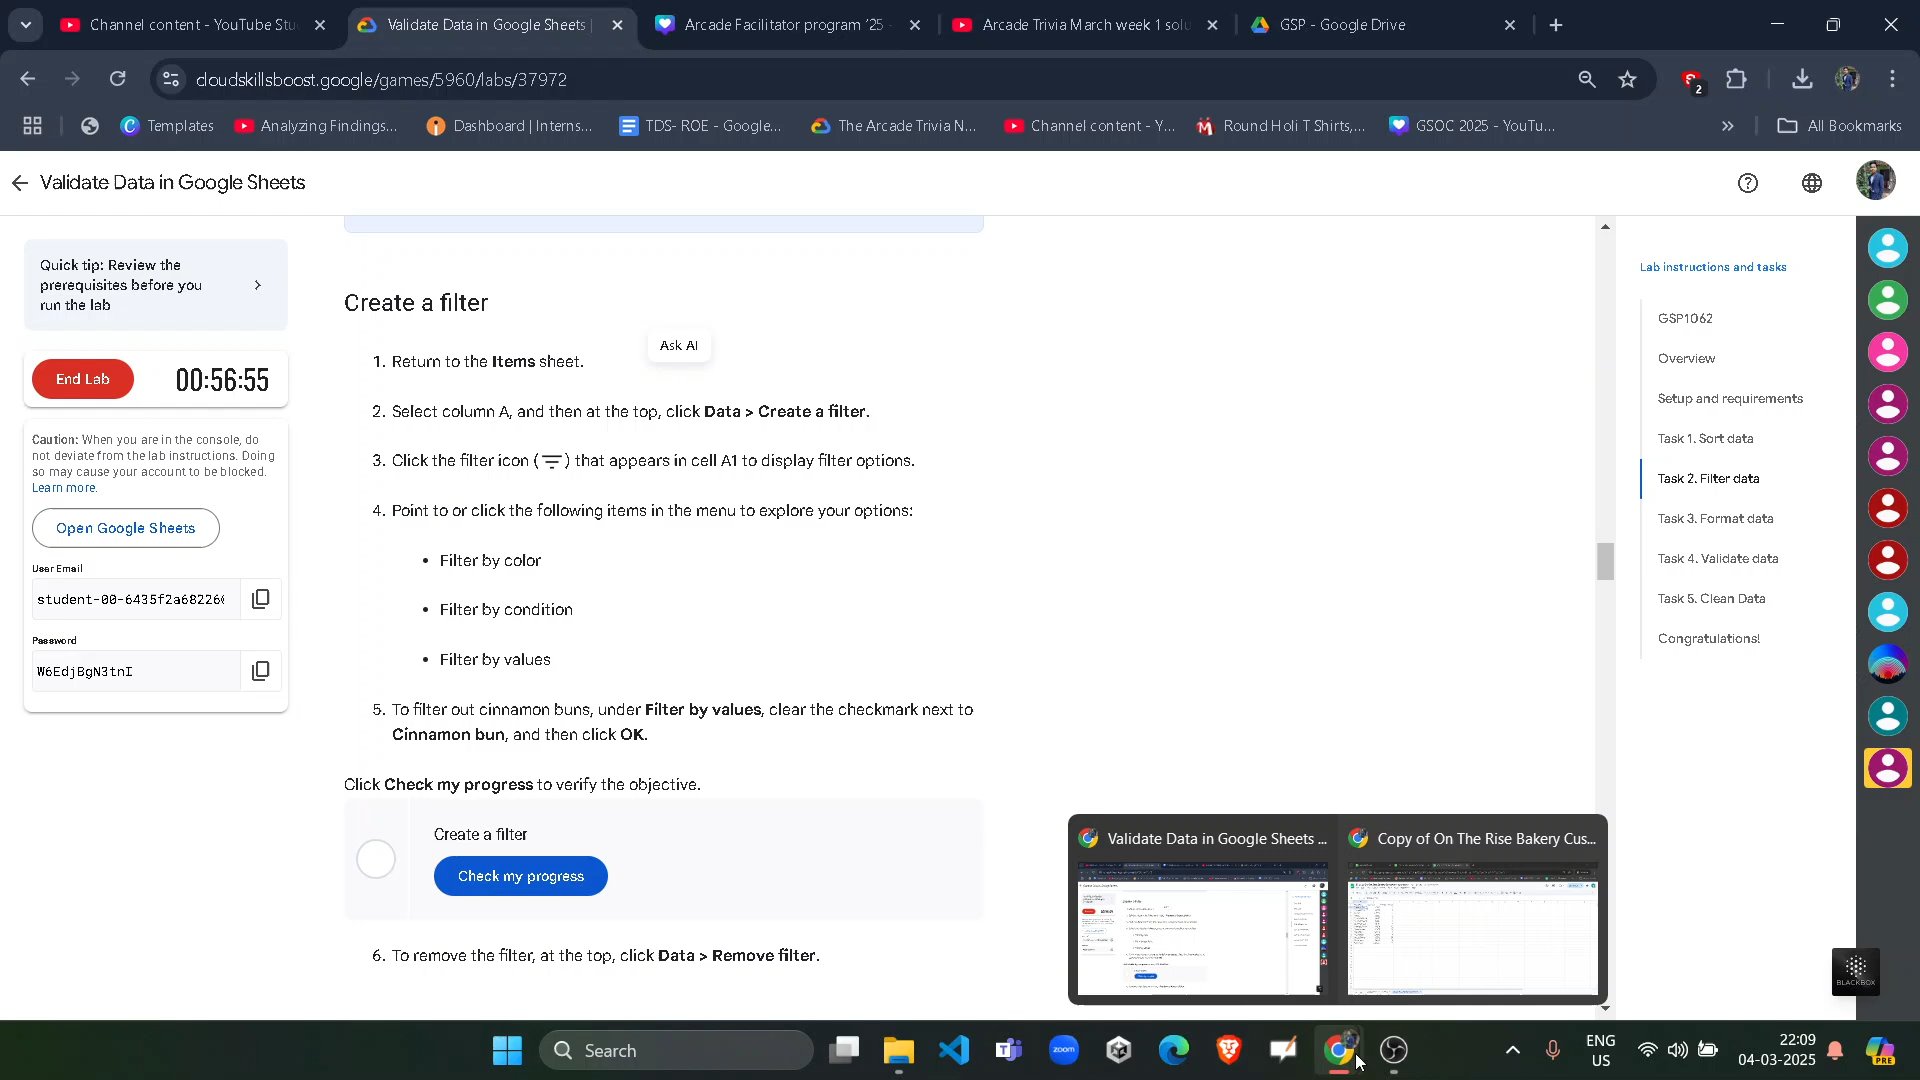 Channel content - YouTube Stu
Validate Data in Google Sheets |
Arcade Facilitator program '25 -
Arcade Trivia March week 1 solu
GSP - Google Drive
cloudskillsboost.google/games/5960/labs/37972
2
Templates
Analyzing Findings...
Dashboard | Interns...
TDS- ROE - Google...
The Arcade Trivia N...
Channel content - Y...
Round Holi T Shirts,...
GSOC 2025 - YouTu...
All Bookmarks
Validate Data in Google Sheets
Quick tip: Review the
prerequisites before you
run the lab
End Lab
00:56:55
Caution: When you are in the console, do
not deviate from the lab instructions. Doing
so may cause your account to be blocked.
Learn more.
Open Google Sheets
User Email
student-00-6435f2a68226
Password
W6EdjBgN3tnI
Create a filter
Ask AI
1. Return to the Items sheet.
2. Select column A, and then at the top, click Data > Create a filter.
3. Click the filter icon ( ) that appears in cell A1 to display filter options.
4. Point to or click the following items in the menu to explore your options:
• Filter by color
• Filter by condition
• Filter by values
5. To filter out cinnamon buns, under Filter by values, clear the checkmark next to
Cinnamon bun, and then click OK.
Click Check my progress to verify the objective.
Create a filter
Check my progress
6. To remove the filter, at the top, click Data > Remove filter.
Lab instructions and tasks
GSP1062
Overview
Setup and requirements
Task 1. Sort data
Task 2. Filter data
Task 3. Format data
Task 4. Validate data
Task 5. Clean Data
Congratulations!
Validate Data in Google Sheets ...
Copy of On The Rise Bakery Cus...
BLACKBOX
Search
zoom
ENG
US
22:09
04-03-2025
PRE